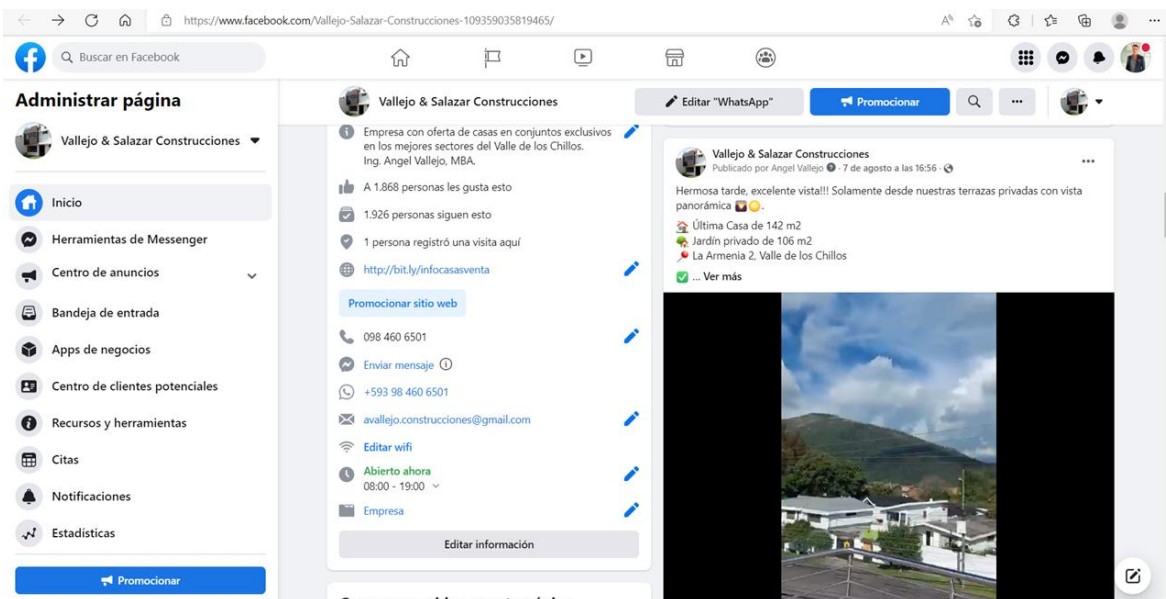 https://www.facebook.com/Vallejo-Salazar-Construcciones-109359035819465/
Buscar en Facebook
Administrar página
Vallejo & Salazar Construcciones
Inicio
Herramientas de Messenger
Centro de anuncios
Bandeja de entrada
Apps de negocios
Centro de clientes potenciales
Recursos y herramientas
Citas
Notificaciones
Estadísticas
Promocionar
Vallejo & Salazar Construcciones
Editar "WhatsApp"
Promocionar
Empresa con oferta de casas en conjuntos exclusivos
en los mejores sectores del Valle de los Chillos.
Ing. Angel Vallejo, MBA.
A 1.868 personas les gusta esto
1.926 personas siguen esto
1 persona registró una visita aquí
http://bit.ly/infocasasventa
Promocionar sitio web
098 460 6501
Enviar mensaje
+593 98 460 6501
avallejo.construcciones@gmail.com
Editar wifi
Abierto ahora
08:00 - 19:00
Empresa
Editar información
Vallejo & Salazar Construcciones
Publicado por Angel Vallejo · 7 de agosto a las 16:56 ·
Hermosa tarde, excelente vista!!! Solamente desde nuestras terrazas privadas con vista
panorámica 🌄🌕.
🏠 Última Casa de 142 m2
🏡 Jardín privado de 106 m2
📍 La Armenia 2, Valle de los Chillos
✅ ... Ver más